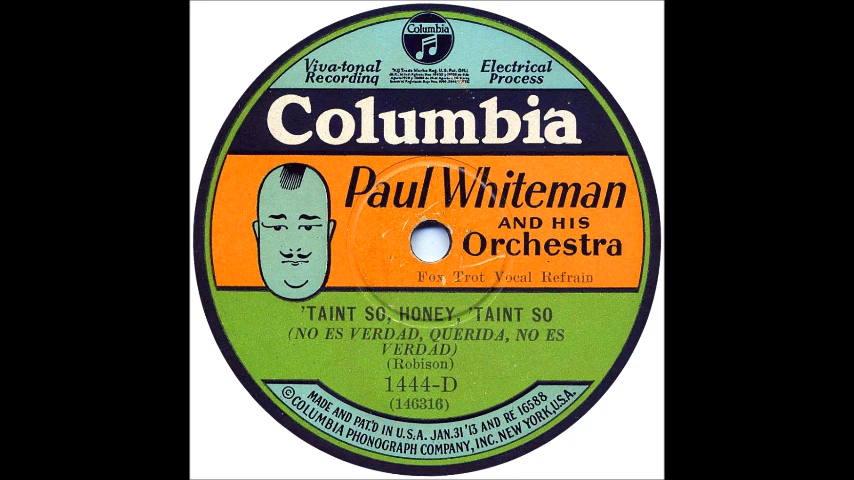 Columbia
Viva-tonal Recording
Electrical Process
Columbia
Paul Whiteman
AND HIS
Orchestra
Fox Trot Vocal Refrain
'TAINT SO, HONEY, 'TAINT SO
(NO ES VERDAD, QUERIDA, NO ES
VERDAD)
(Robison)
1444-D
(146316)
MADE AND PAT'D IN U.S.A. JAN. 31 '13 AND RE 16588
© COLUMBIA PHONOGRAPH COMPANY, INC. NEW YORK, U.S.A.